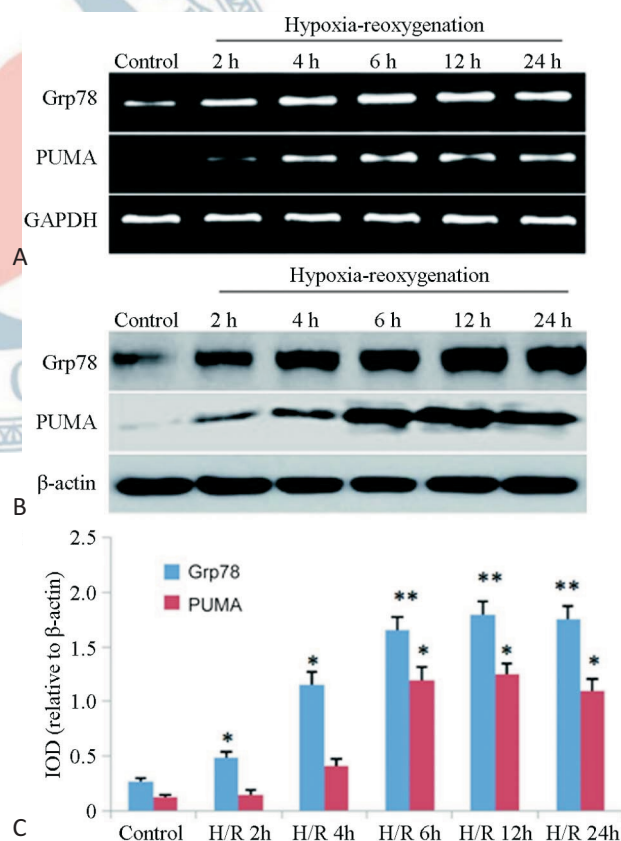 Hypoxia-reoxygenation
Control 2 h 4 h 6 h 12 h 24 h
Grp78
PUMA
GAPDH
A
Hypoxia-reoxygenation
Control 2 h 4 h 6 h 12 h 24 h
Grp78
PUMA
β-actin
B
2.5
2.0
1.5
1.0
0.5
0
IOD (relative to β-actin)
Grp78
PUMA
* * ** ** **
* * *
C
Control H/R 2h H/R 4h H/R 6h H/R 12h H/R 24h